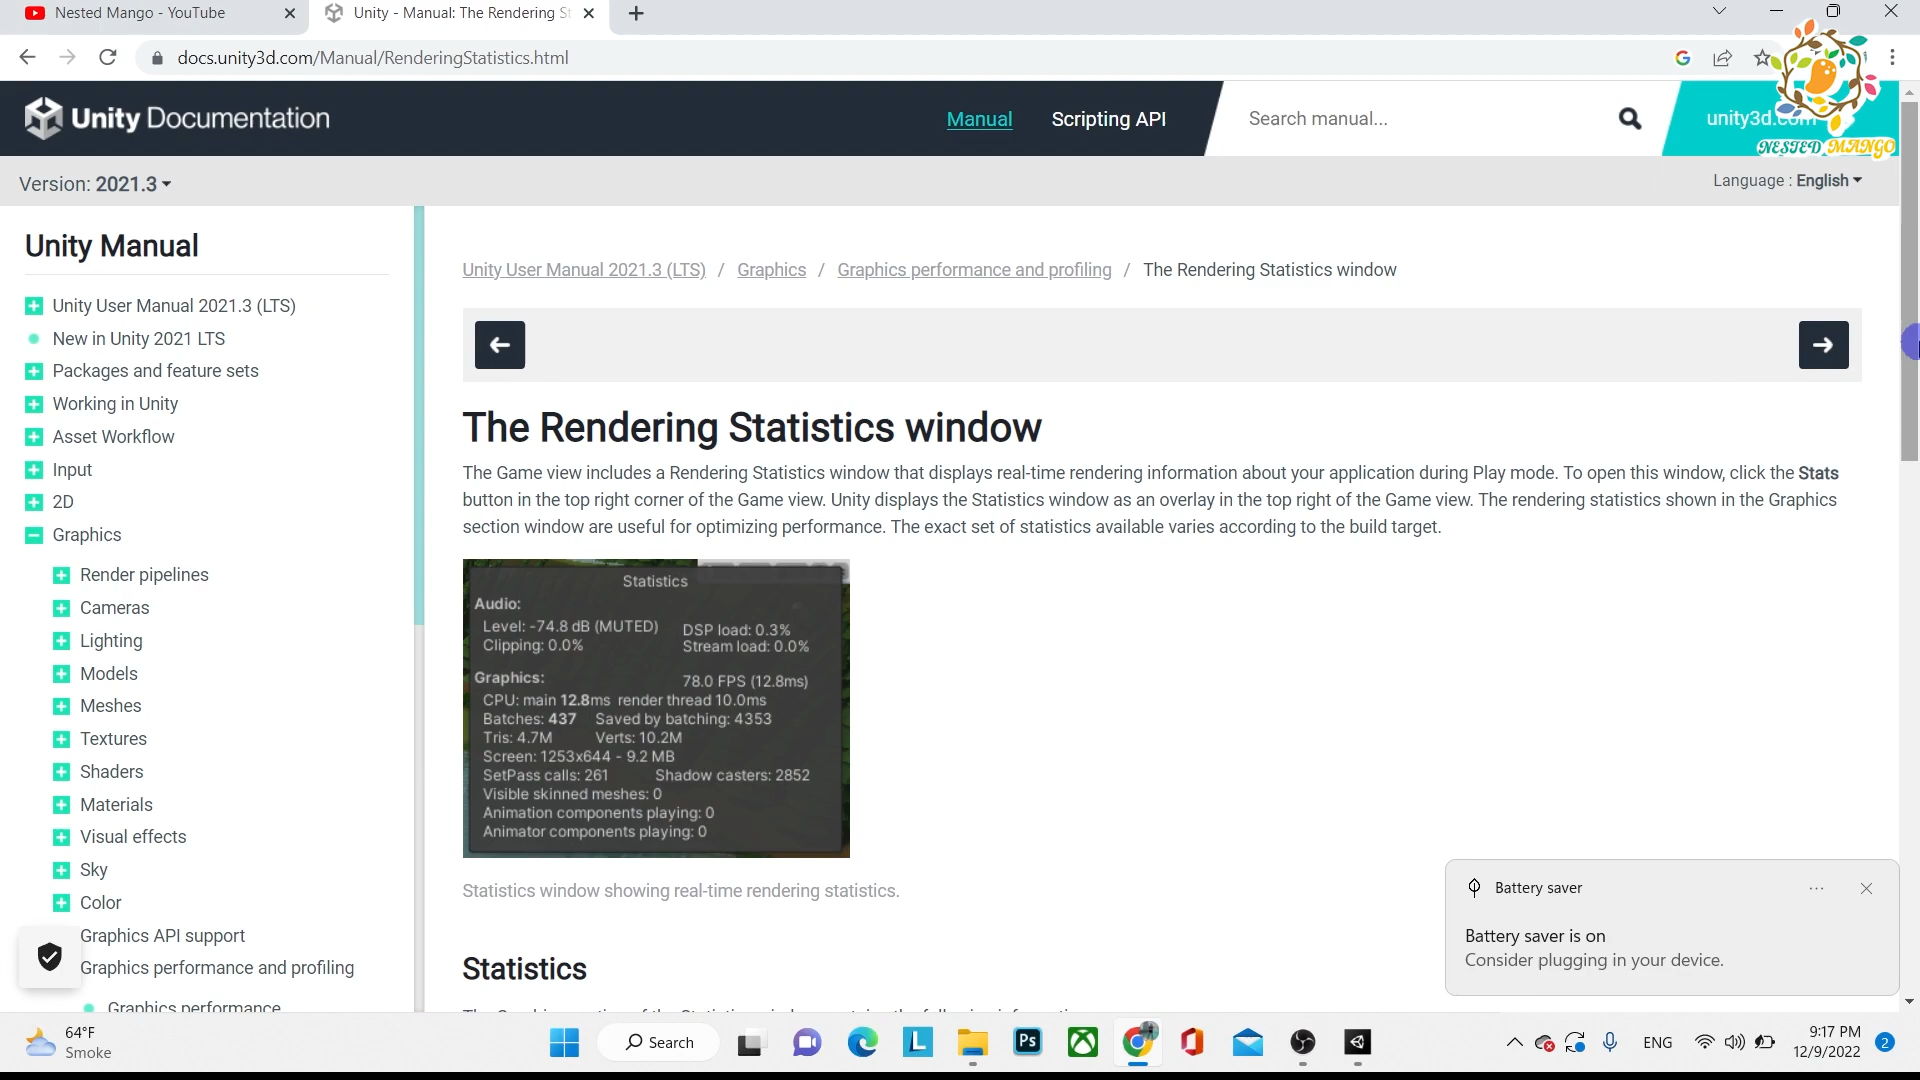 Nested Mango - YouTube
Unity - Manual: The Rendering St
docs.unity3d.com/Manual/RenderingStatistics.html
Unity Documentation
Manual
Scripting API
Search manual...
unity3d.com
NESTED MANGO
Version: 2021.3
Language : English
Unity Manual
Unity User Manual 2021.3 (LTS)
New in Unity 2021 LTS
Packages and feature sets
Working in Unity
Asset Workflow
Input
2D
Graphics
Render pipelines
Cameras
Lighting
Models
Meshes
Textures
Shaders
Materials
Visual effects
Sky
Color
Graphics API support
Graphics performance and profiling
Graphics performance
Unity User Manual 2021.3 (LTS) / Graphics / Graphics performance and profiling / The Rendering Statistics window
The Rendering Statistics window
The Game view includes a Rendering Statistics window that displays real-time rendering information about your application during Play mode. To open this window, click the Stats
button in the top right corner of the Game view. Unity displays the Statistics window as an overlay in the top right of the Game view. The rendering statistics shown in the Graphics
section window are useful for optimizing performance. The exact set of statistics available varies according to the build target.
Statistics
Audio:
Level: -74.8 dB (MUTED) DSP load: 0.3%
Clipping: 0.0% Stream load: 0.0%
Graphics: 78.0 FPS (12.8ms)
CPU: main 12.8ms render thread 10.0ms
Batches: 437 Saved by batching: 4353
Tris: 4.7M Verts: 10.2M
Screen: 1253x644 - 9.2 MB
SetPass calls: 261 Shadow casters: 2852
Visible skinned meshes: 0
Animation components playing: 0
Animator components playing: 0
Statistics window showing real-time rendering statistics.
Statistics
Battery saver
Battery saver is on
Consider plugging in your device.
64°F
Smoke
Search
L
Ps
ENG
9:17 PM
12/9/2022
2